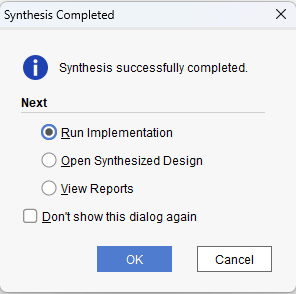 Synthesis Completed
Synthesis successfully completed.
Next
Run Implementation
Open Synthesized Design
View Reports
Don't show this dialog again
OK
Cancel